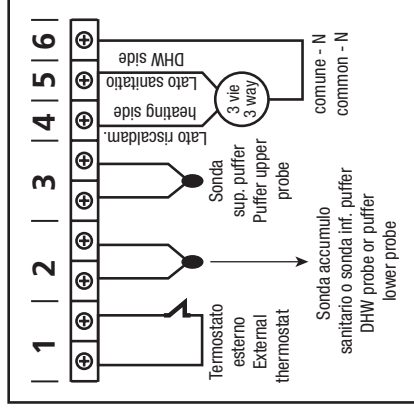 1
2
3
4
5
6
Termostato
esterno
External
thermostat
Sonda accumulo
sanitario o sonda inf. puffer
DHW probe or puffer
lower probe
Sonda
sup. puffer
Puffer upper
probe
Lato riscaldam.
heating side
Lato sanitatio
DHW side
3 vie
3 way
comune - N
common - N